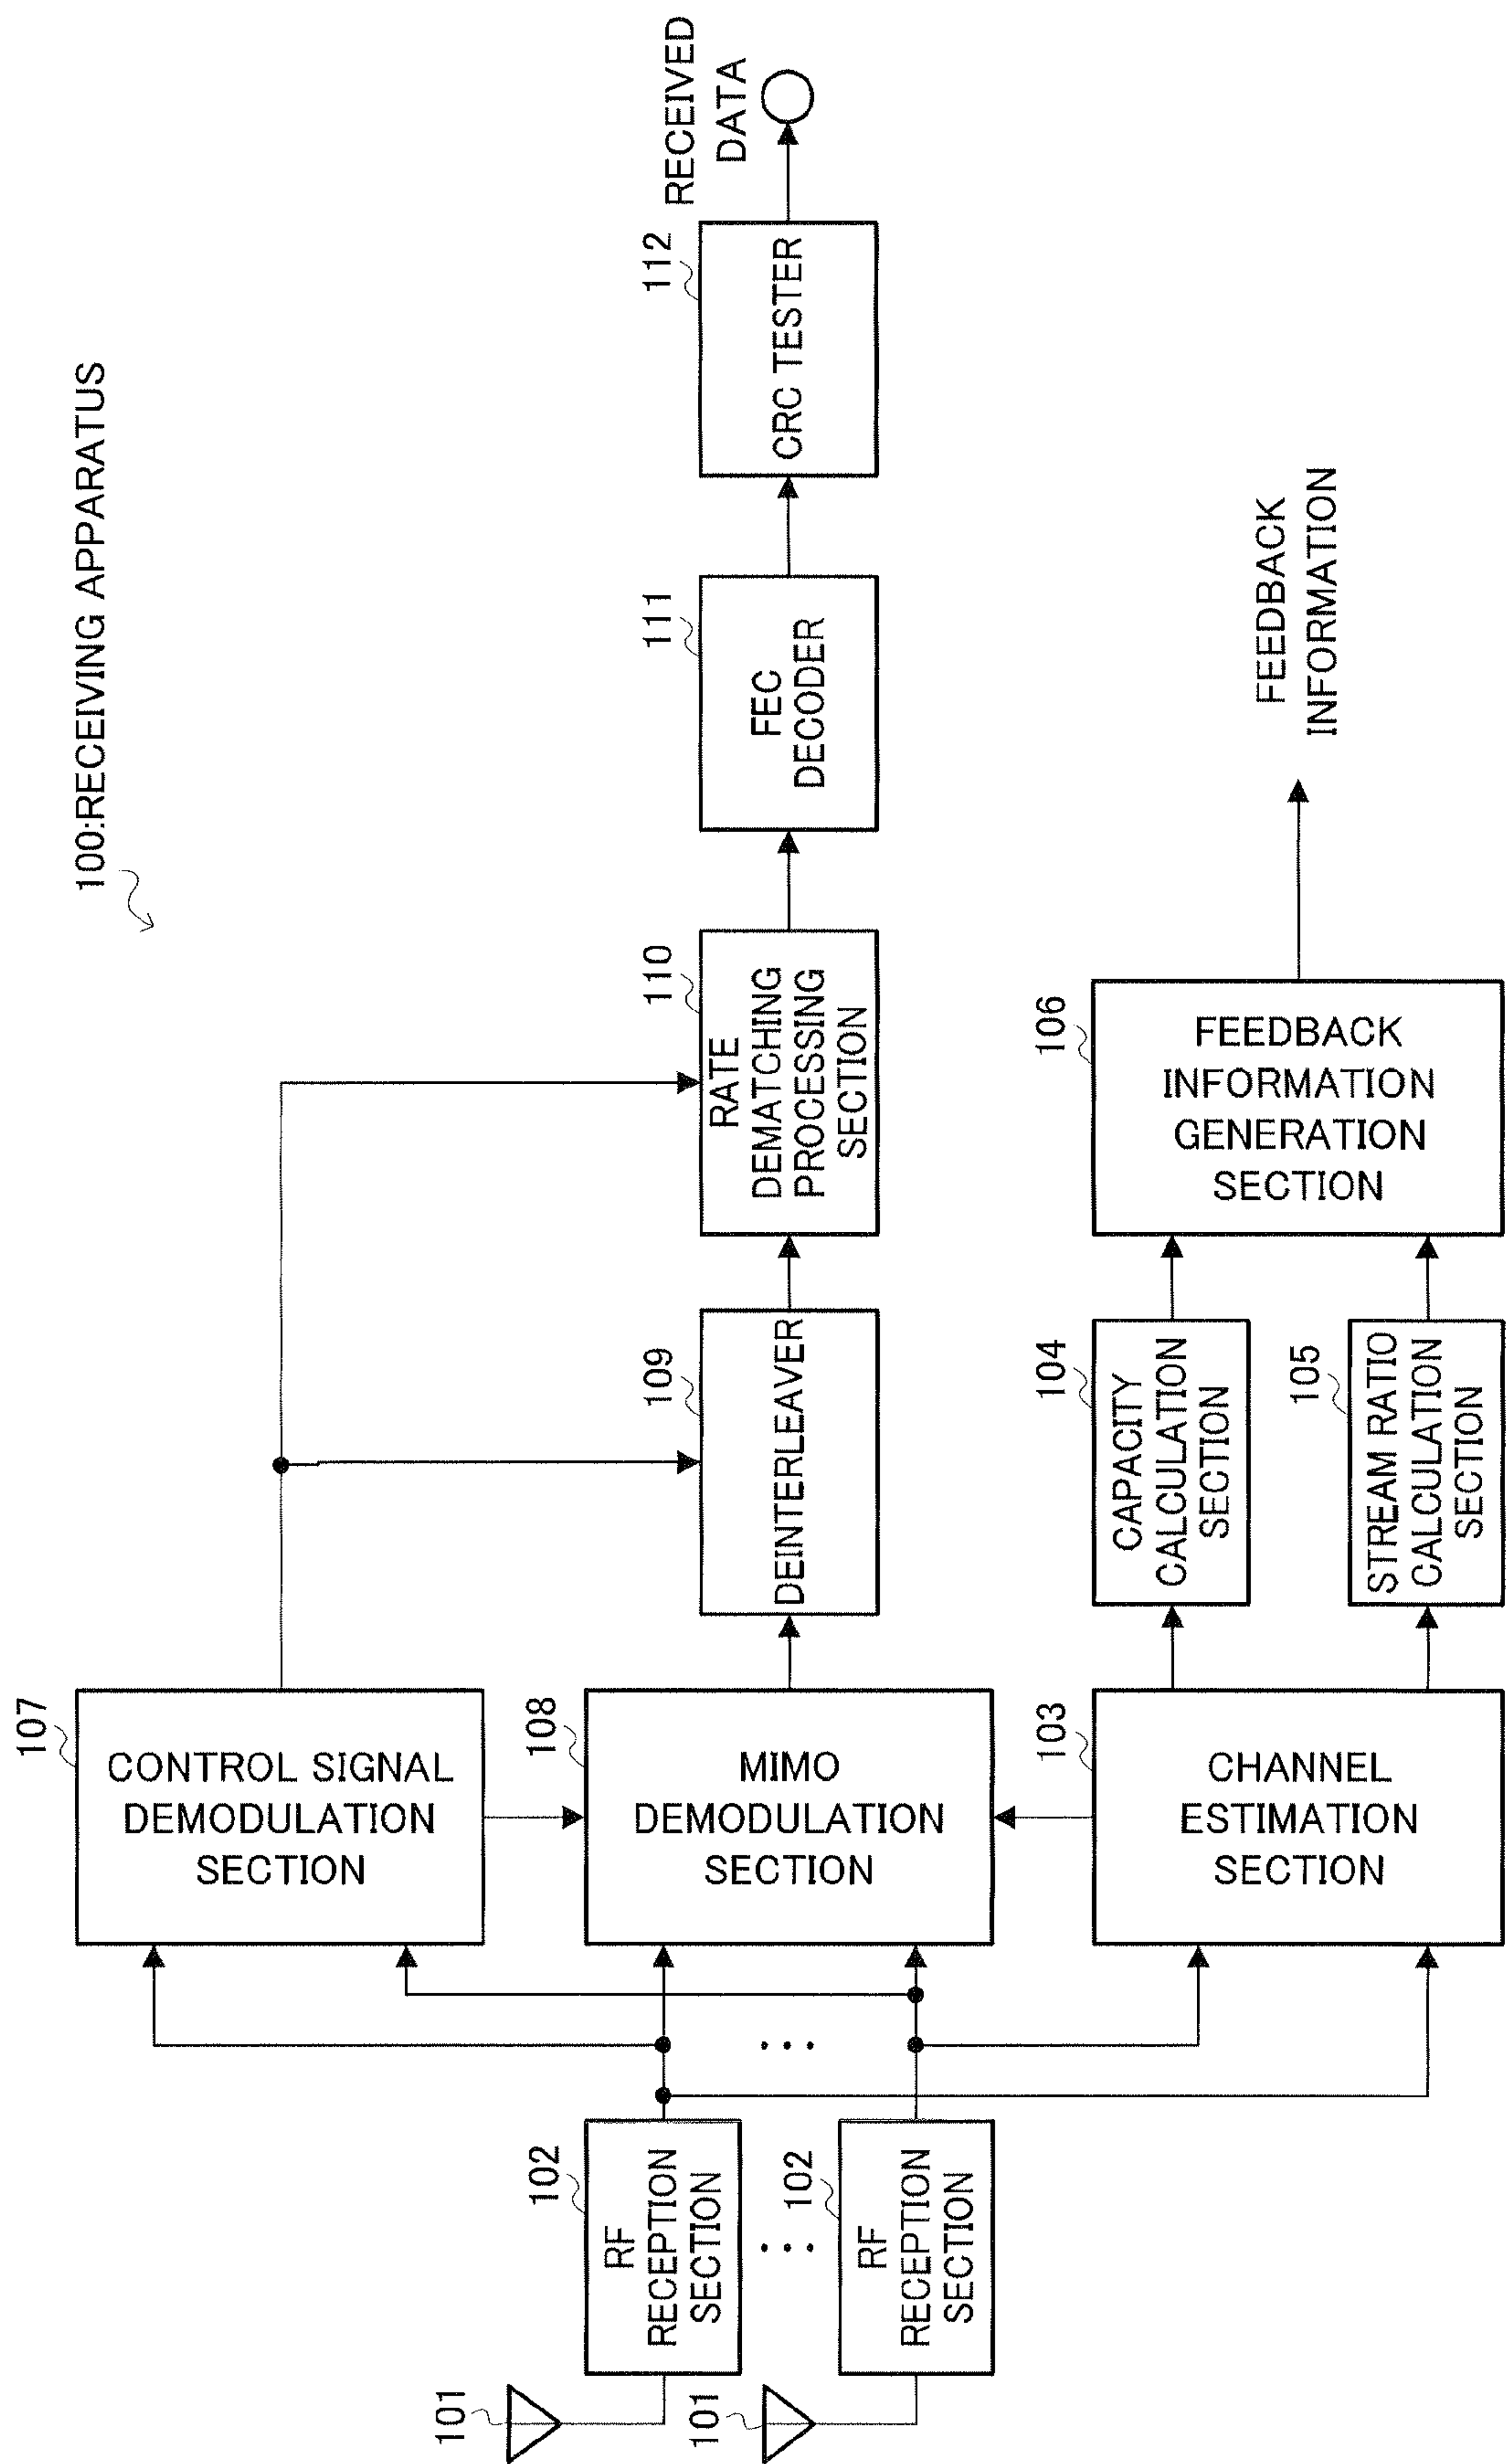 100:RECEIVING APPARATUS
101
101
102
RF
RECEPTION
SECTION
102
RF
RECEPTION
SECTION
107
CONTROL SIGNAL
DEMODULATION
SECTION
108
MIMO
DEMODULATION
SECTION
103
CHANNEL
ESTIMATION
SECTION
109
DEINTERLEAVER
110
RATE
DEMATCHING
PROCESSING
SECTION
111
FEC
DECODER
112
CRC TESTER
RECEIVED
DATA
104
CAPACITY
CALCULATION
SECTION
105
STREAM RATIO
CALCULATION
SECTION
106
FEEDBACK
INFORMATION
GENERATION
SECTION
FEEDBACK
INFORMATION